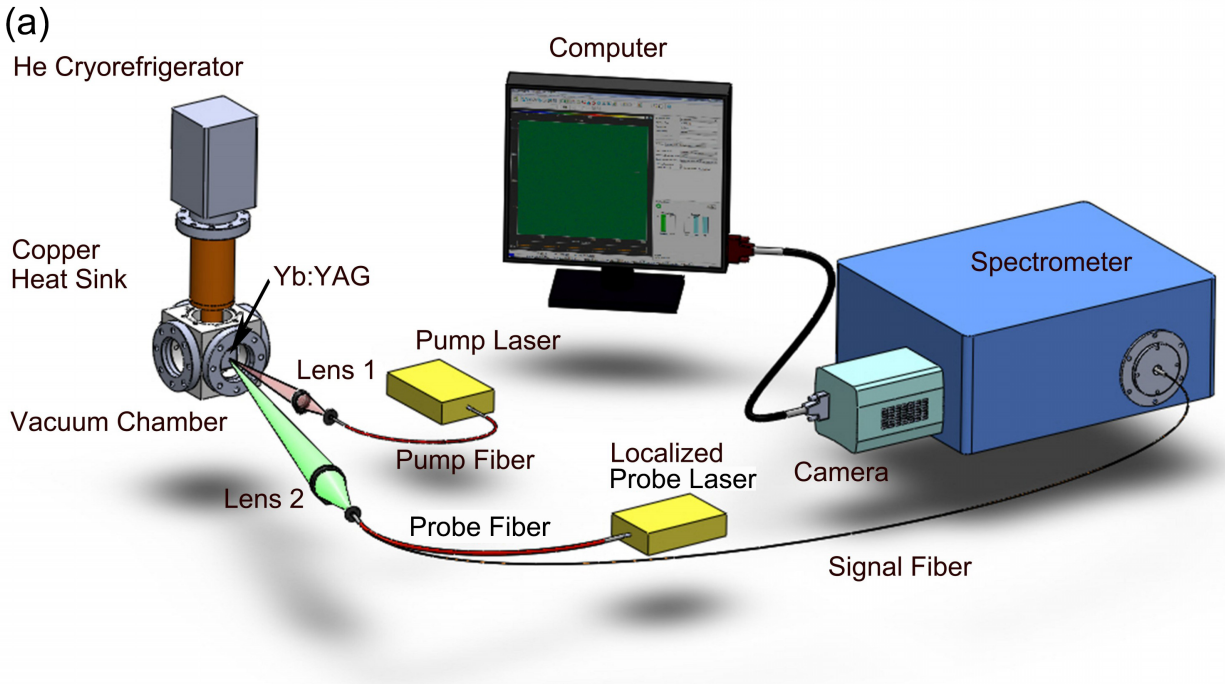 (a)
He Cryorefrigerator
Computer
Copper
Heat Sink
Yb:YAG
Spectrometer
Pump Laser
Lens 1
Vacuum Chamber
Pump Fiber
Localized
Probe Laser
Camera
Lens 2
Probe Fiber
Signal Fiber